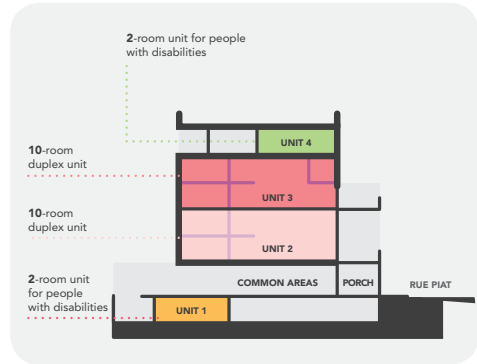 2-room unit for people
with disabilities
UNIT 4
10-room
duplex unit
UNIT 3
10-room
duplex unit
UNIT 2
2-room unit
for people
with disabilities
COMMON AREAS
PORCH
RUE PIAT
UNIT 1